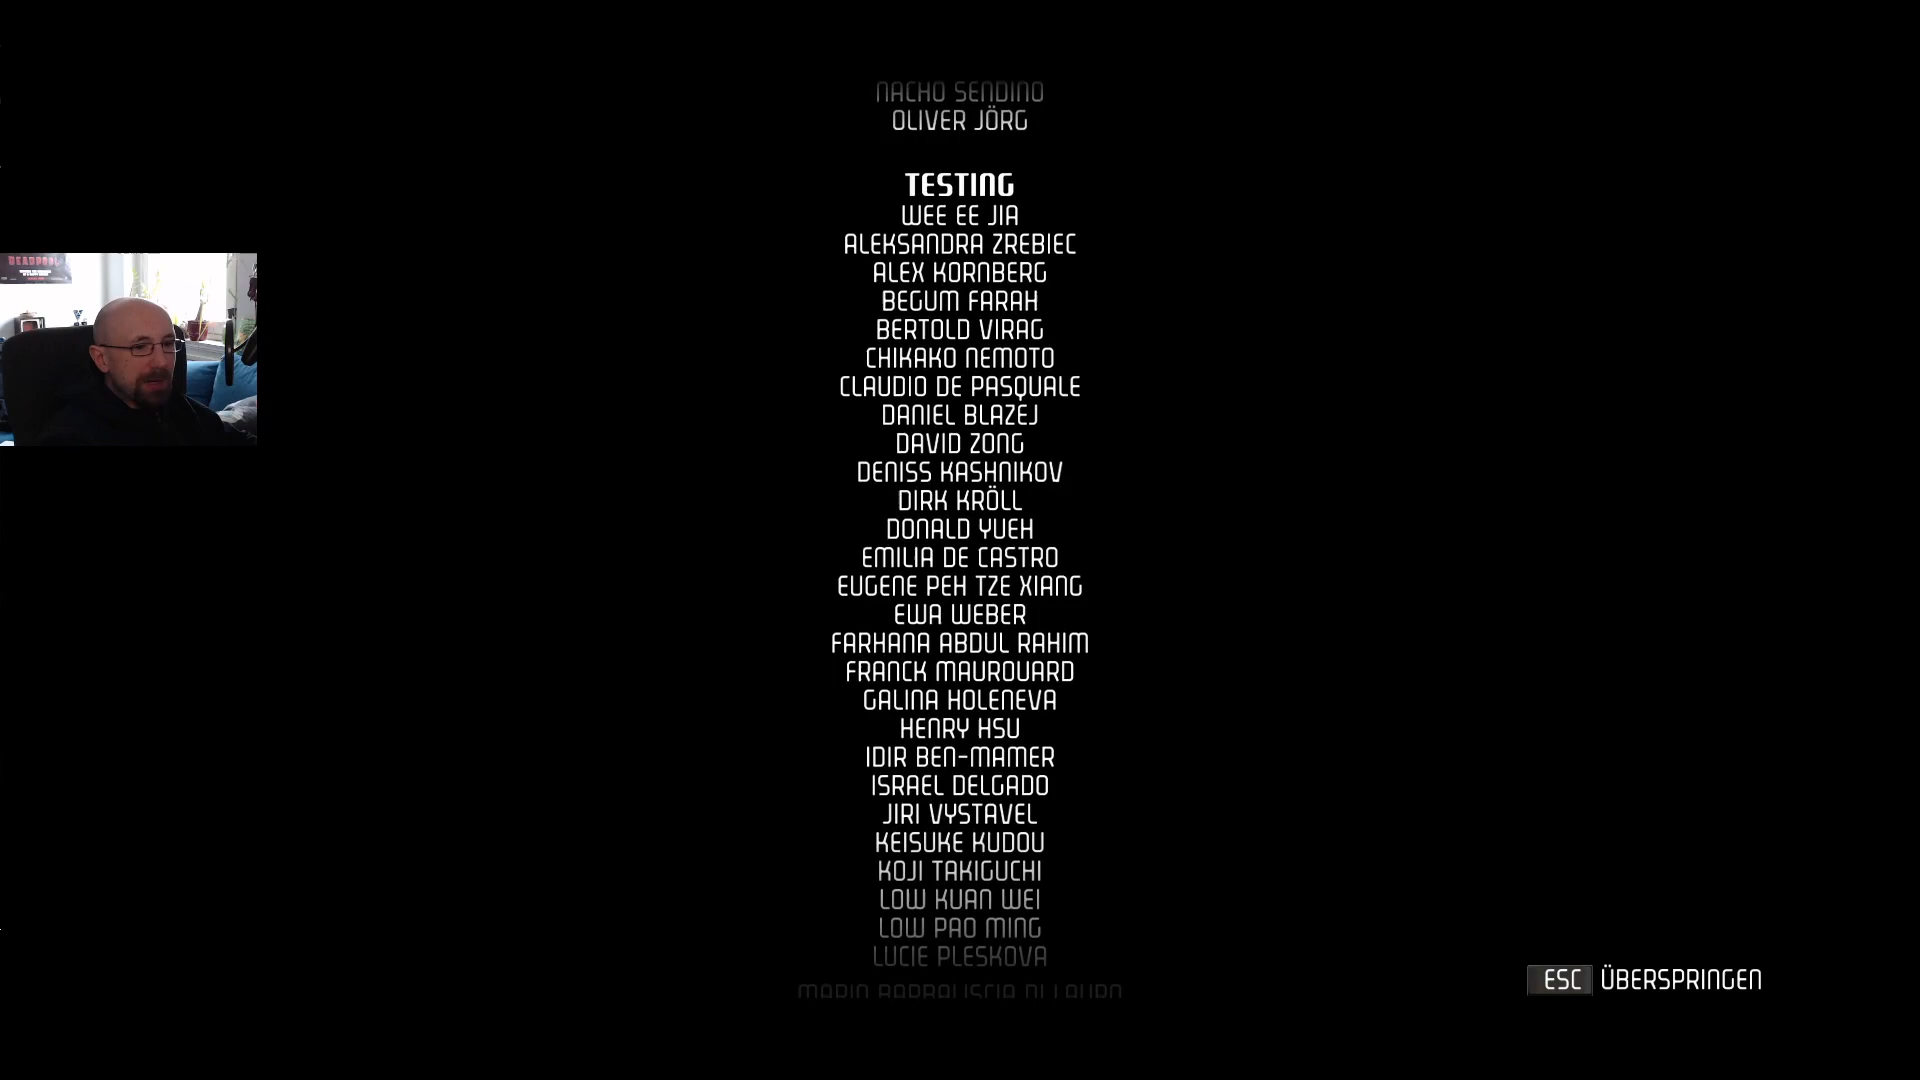 DEADPOOL
NACHO SENDINO
OLIVER JÖRG
TESTING
WEE EE JIA
ALEKSANDRA ZREBIEC
ALEX KORNBERG
BEGUM FARAH
BERTOLD VIRAG
CHIKAKO NEMOTO
CLAUDIO DE PASQUALE
DANIEL BLAZEJ
DAVID ZONG
DENISS KASHNIKOV
DIRK KRÖLL
DONALD YUEH
EMILIA DE CASTRO
EUGENE PEH TZE XIANG
EWA WEBER
FARHANA ABDUL RAHIM
FRANCK MAUROUARD
GALINA HOLENEVA
HENRY HSU
IDIR BEN-MAMER
ISRAEL DELGADO
JIRI VYSTAVEL
KEISUKE KUDOU
KOJI TAKIGUCHI
LOW KUAN WEI
LOW PAO MING
LUCIE PLESKOVA
ESC ÜBERSPRINGEN